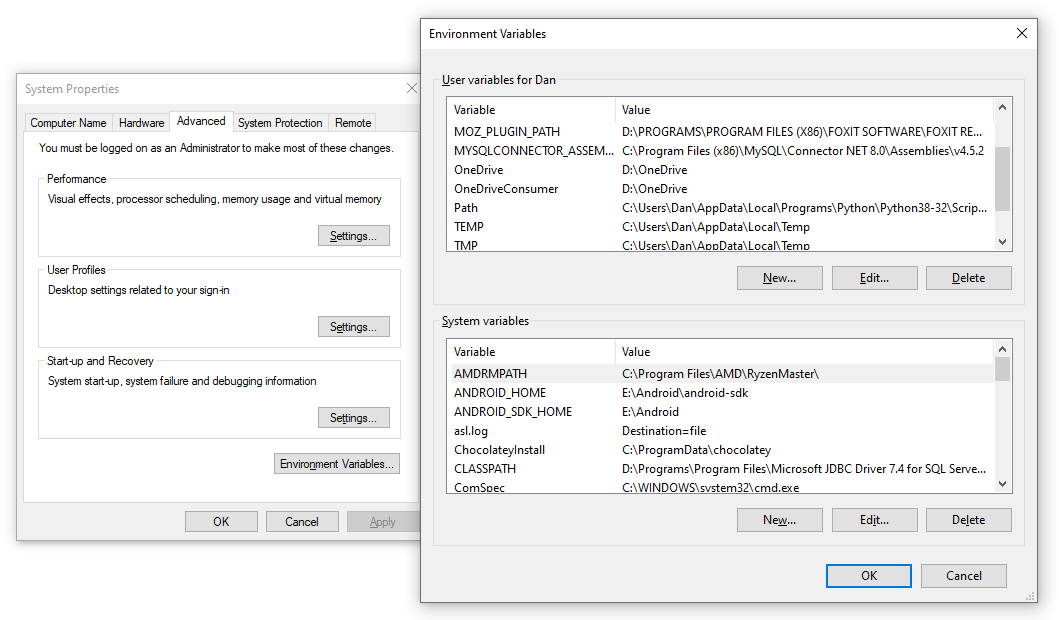 System Properties
Computer Name Hardware Advanced System Protection Remote
You must be logged on as an Administrator to make most of these changes.
Performance
Visual effects, processor scheduling, memory usage and virtual memory
Settings...
User Profiles
Desktop settings related to your sign-in
Settings...
Start-up and Recovery
System start-up, system failure and debugging information
Settings...
Environment Variables...
OK Cancel Apply
Environment Variables
User variables for Dan
Variable Value
MOZ_PLUGIN_PATH D:\PROGRAMS\PROGRAM FILES (X86)\FOXIT SOFTWARE\FOXIT RE...
MYSQLCONNECTOR_ASSEM... C:\Program Files (x86)\MySQL\Connector NET 8.0\Assemblies\v4.5.2
OneDrive D:\OneDrive
OneDriveConsumer D:\OneDrive
Path C:\Users\Dan\AppData\Local\Programs\Python\Python38-32\Scrip...
TEMP C:\Users\Dan\AppData\Local\Temp
TMP C:\Users\Dan\AppData\Local\Temp
New... Edit... Delete
System variables
Variable Value
AMDRMPATH C:\Program Files\AMD\RyzenMaster\
ANDROID_HOME E:\Android\android-sdk
ANDROID_SDK_HOME E:\Android
asl.log Destination=file
ChocolateyInstall C:\ProgramData\chocolatey
CLASSPATH D:\Programs\Program Files\Microsoft JDBC Driver 7.4 for SQL Serve...
ComSpec C:\WINDOWS\system32\cmd.exe
New... Edit... Delete
OK Cancel